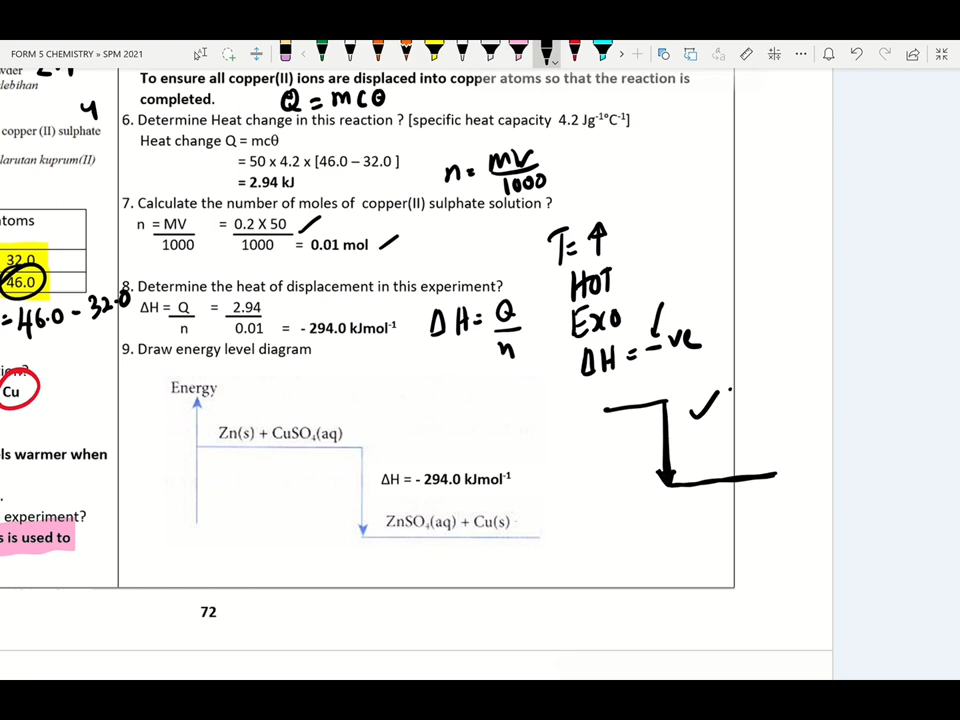 FORM 5 CHEMISTRY » SPM 2021
lebihan
4
copper (II) sulphate
larutan kuprum(II)
toms
32.0
46.0
= 46.0 - 32.0
Cu
ls warmer when
experiment?
s is used to
To ensure all copper(II) ions are displaced into copper atoms so that the reaction is
completed.
Q = mcθ
6. Determine Heat change in this reaction ? [specific heat capacity 4.2 Jg⁻¹°C⁻¹]
Heat change Q = mcθ
= 50 x 4.2 x [46.0 – 32.0 ]
= 2.94 kJ
n = MV
1000
7. Calculate the number of moles of copper(II) sulphate solution ?
n = MV = 0.2 X 50
1000 1000 = 0.01 mol
T = ↑
HOT
Exo
ΔH = -ve
8. Determine the heat of displacement in this experiment?
ΔH = Q = 2.94
n 0.01 = - 294.0 kJmol⁻¹
ΔH = Q
n
9. Draw energy level diagram
Energy
Zn(s) + CuSO₄(aq)
ΔH = - 294.0 kJmol⁻¹
ZnSO₄(aq) + Cu(s)
72